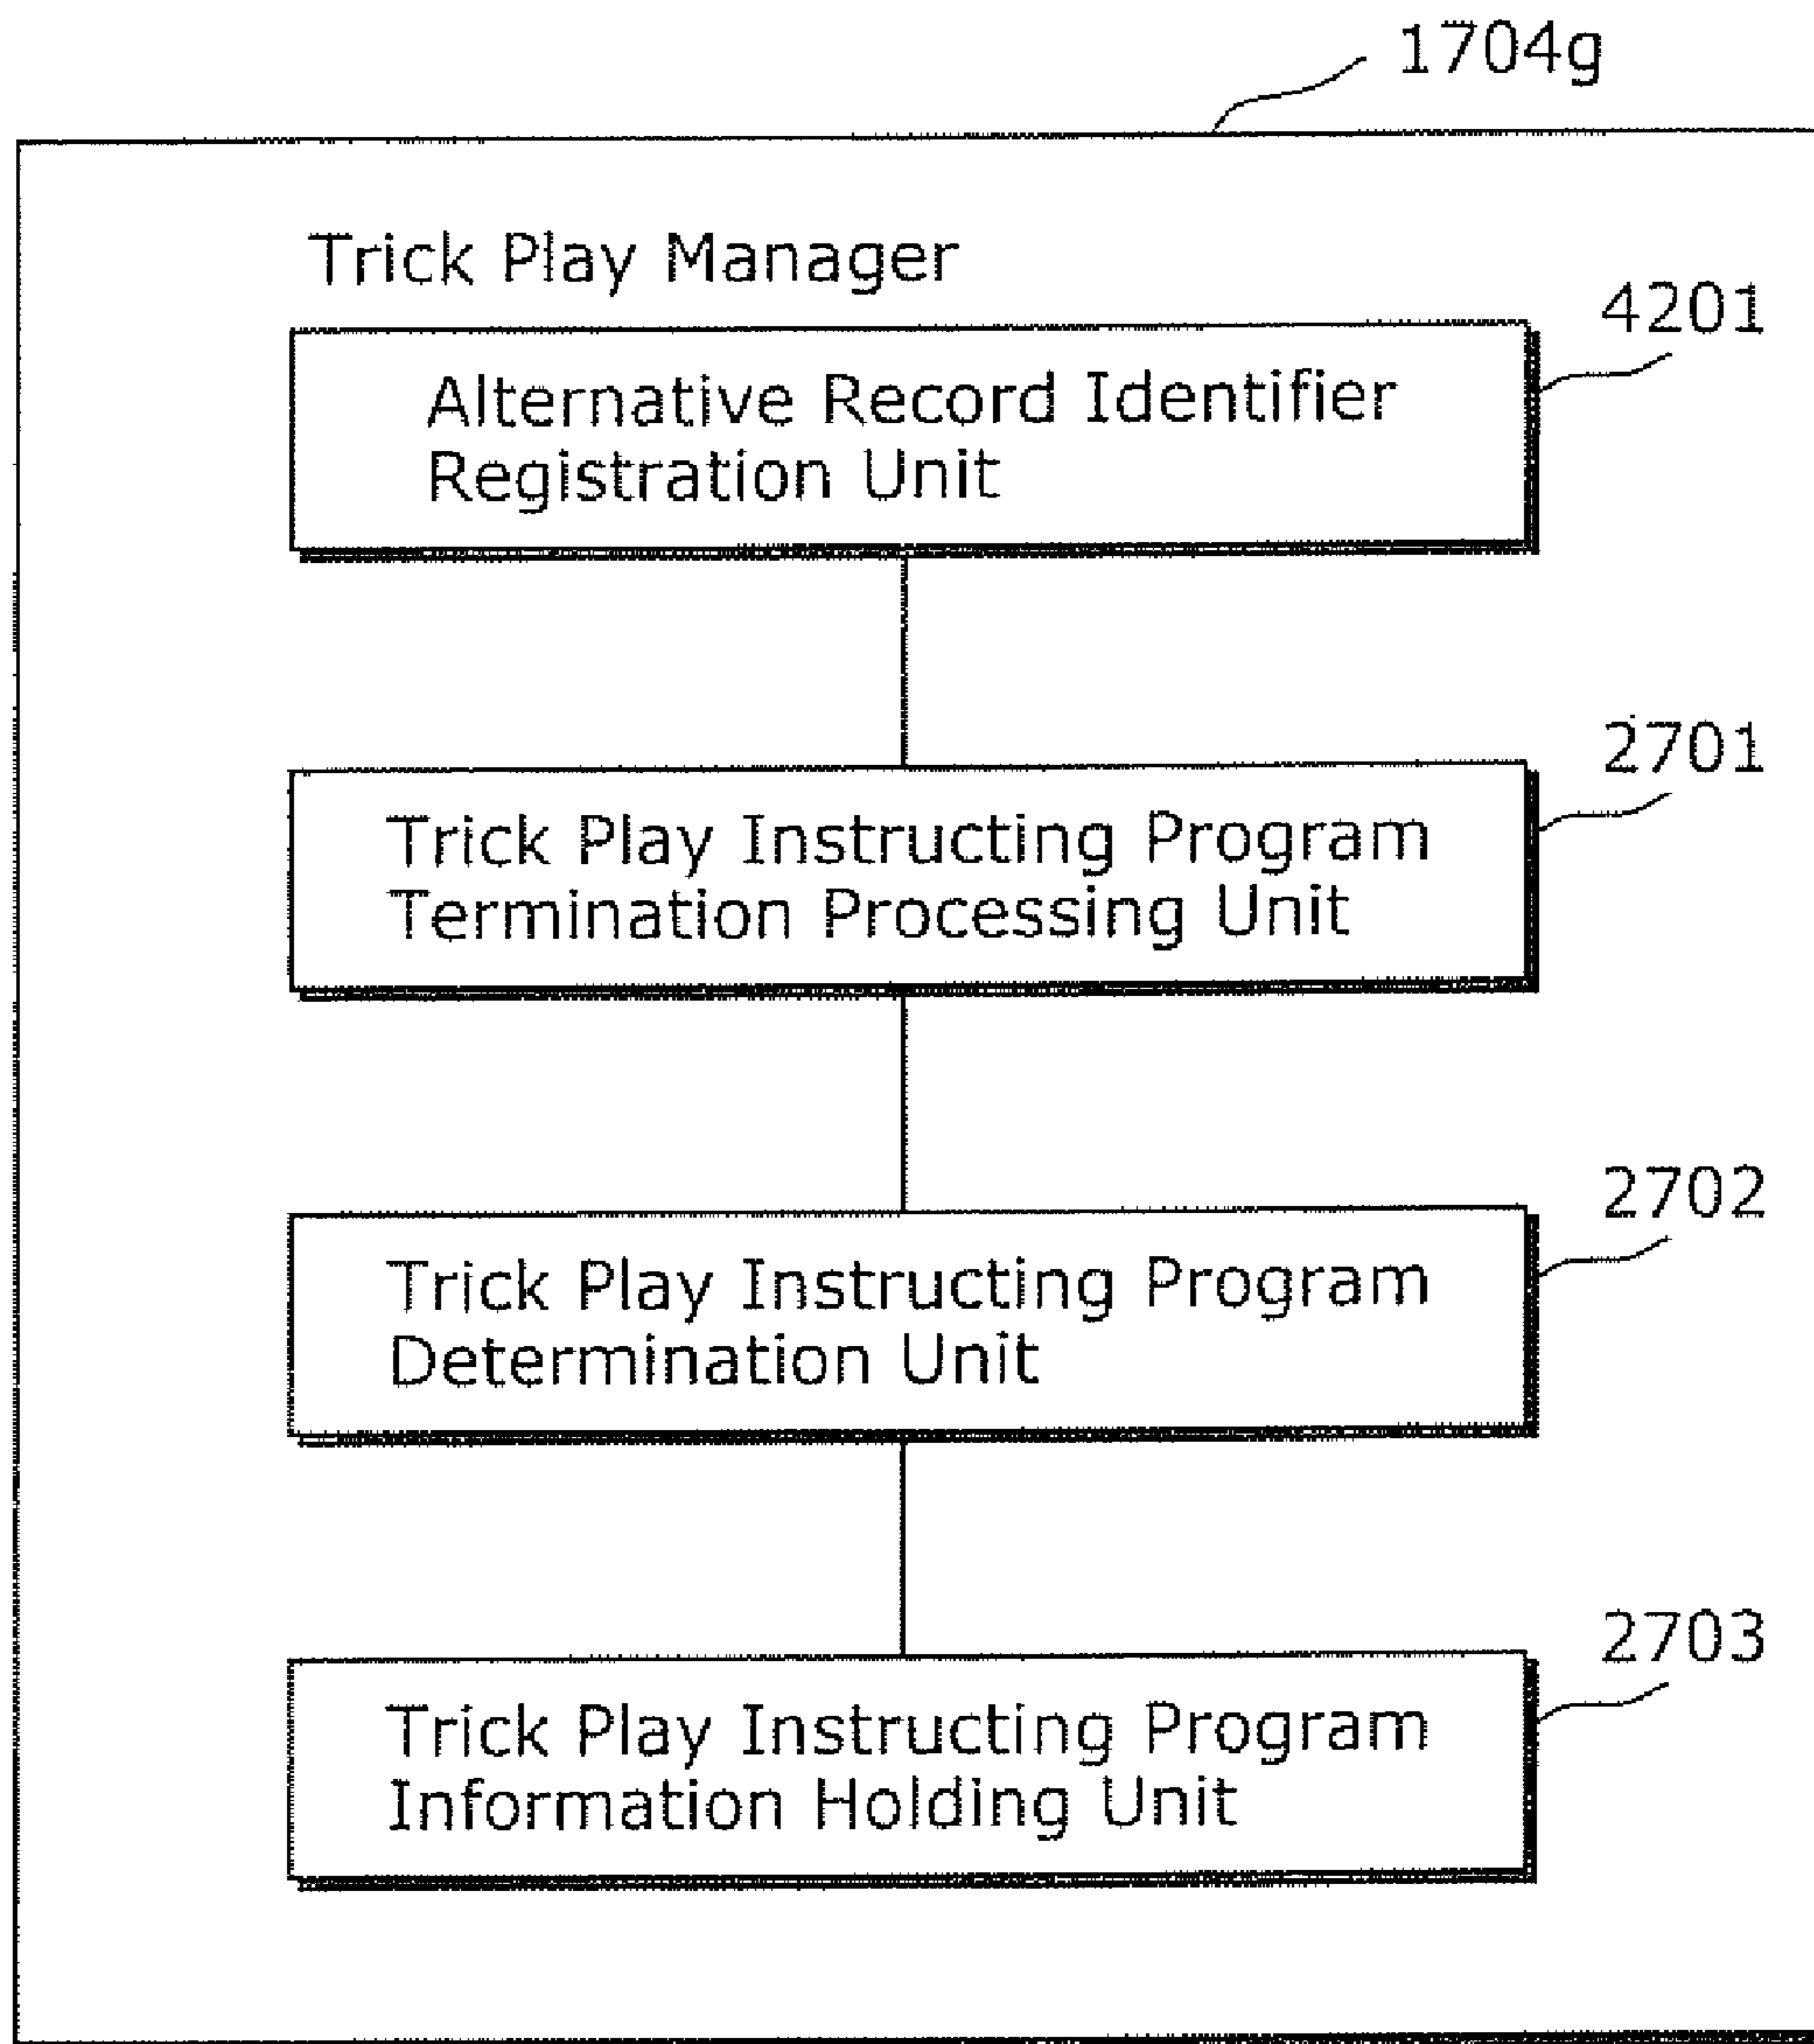 1704g
Trick Play Manager
4201
Alternative Record Identifier
Registration Unit
2701
Trick Play Instructing Program
Termination Processing Unit
2702
Trick Play Instructing Program
Determination Unit
2703
Trick Play Instructing Program
Information Holding Unit